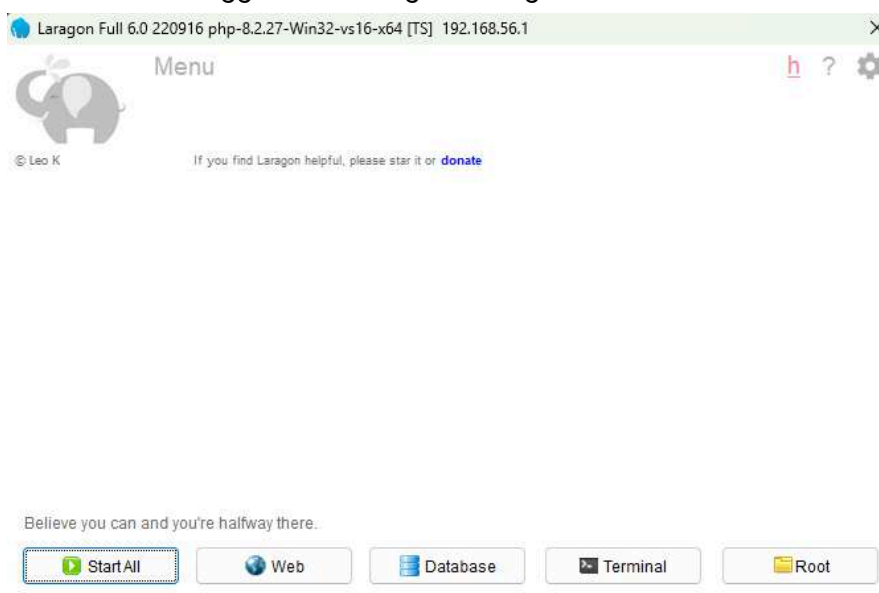 Laragon Full 6.0 220916 php-8.2.27-Win32-vs16-x64 [TS] 192.168.56.1
Menu
h ?
© Leo K
If you find Laragon helpful, please star it or donate
Believe you can and you're halfway there.
Start All Web Database Terminal Root